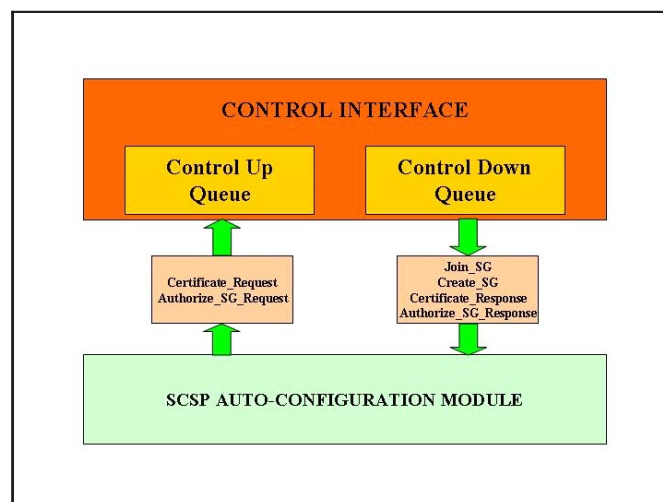 CONTROL INTERFACE
Control Up
Queue
Control Down
Queue
Certificate_Request
Authorize_SG_Request
Join_SG
Create_SG
Certificate_Response
Authorize_SG_Response
SCSP AUTO-CONFIGURATION MODULE